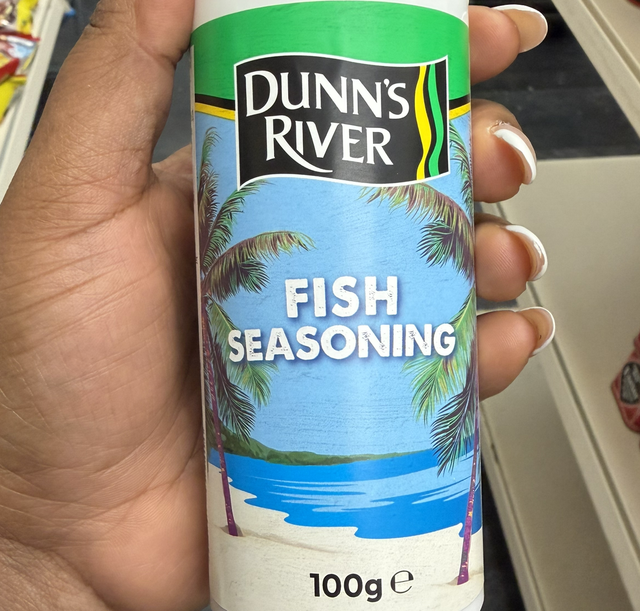 DUNN'S
RIVER
FISH
SEASONING
100g ℮